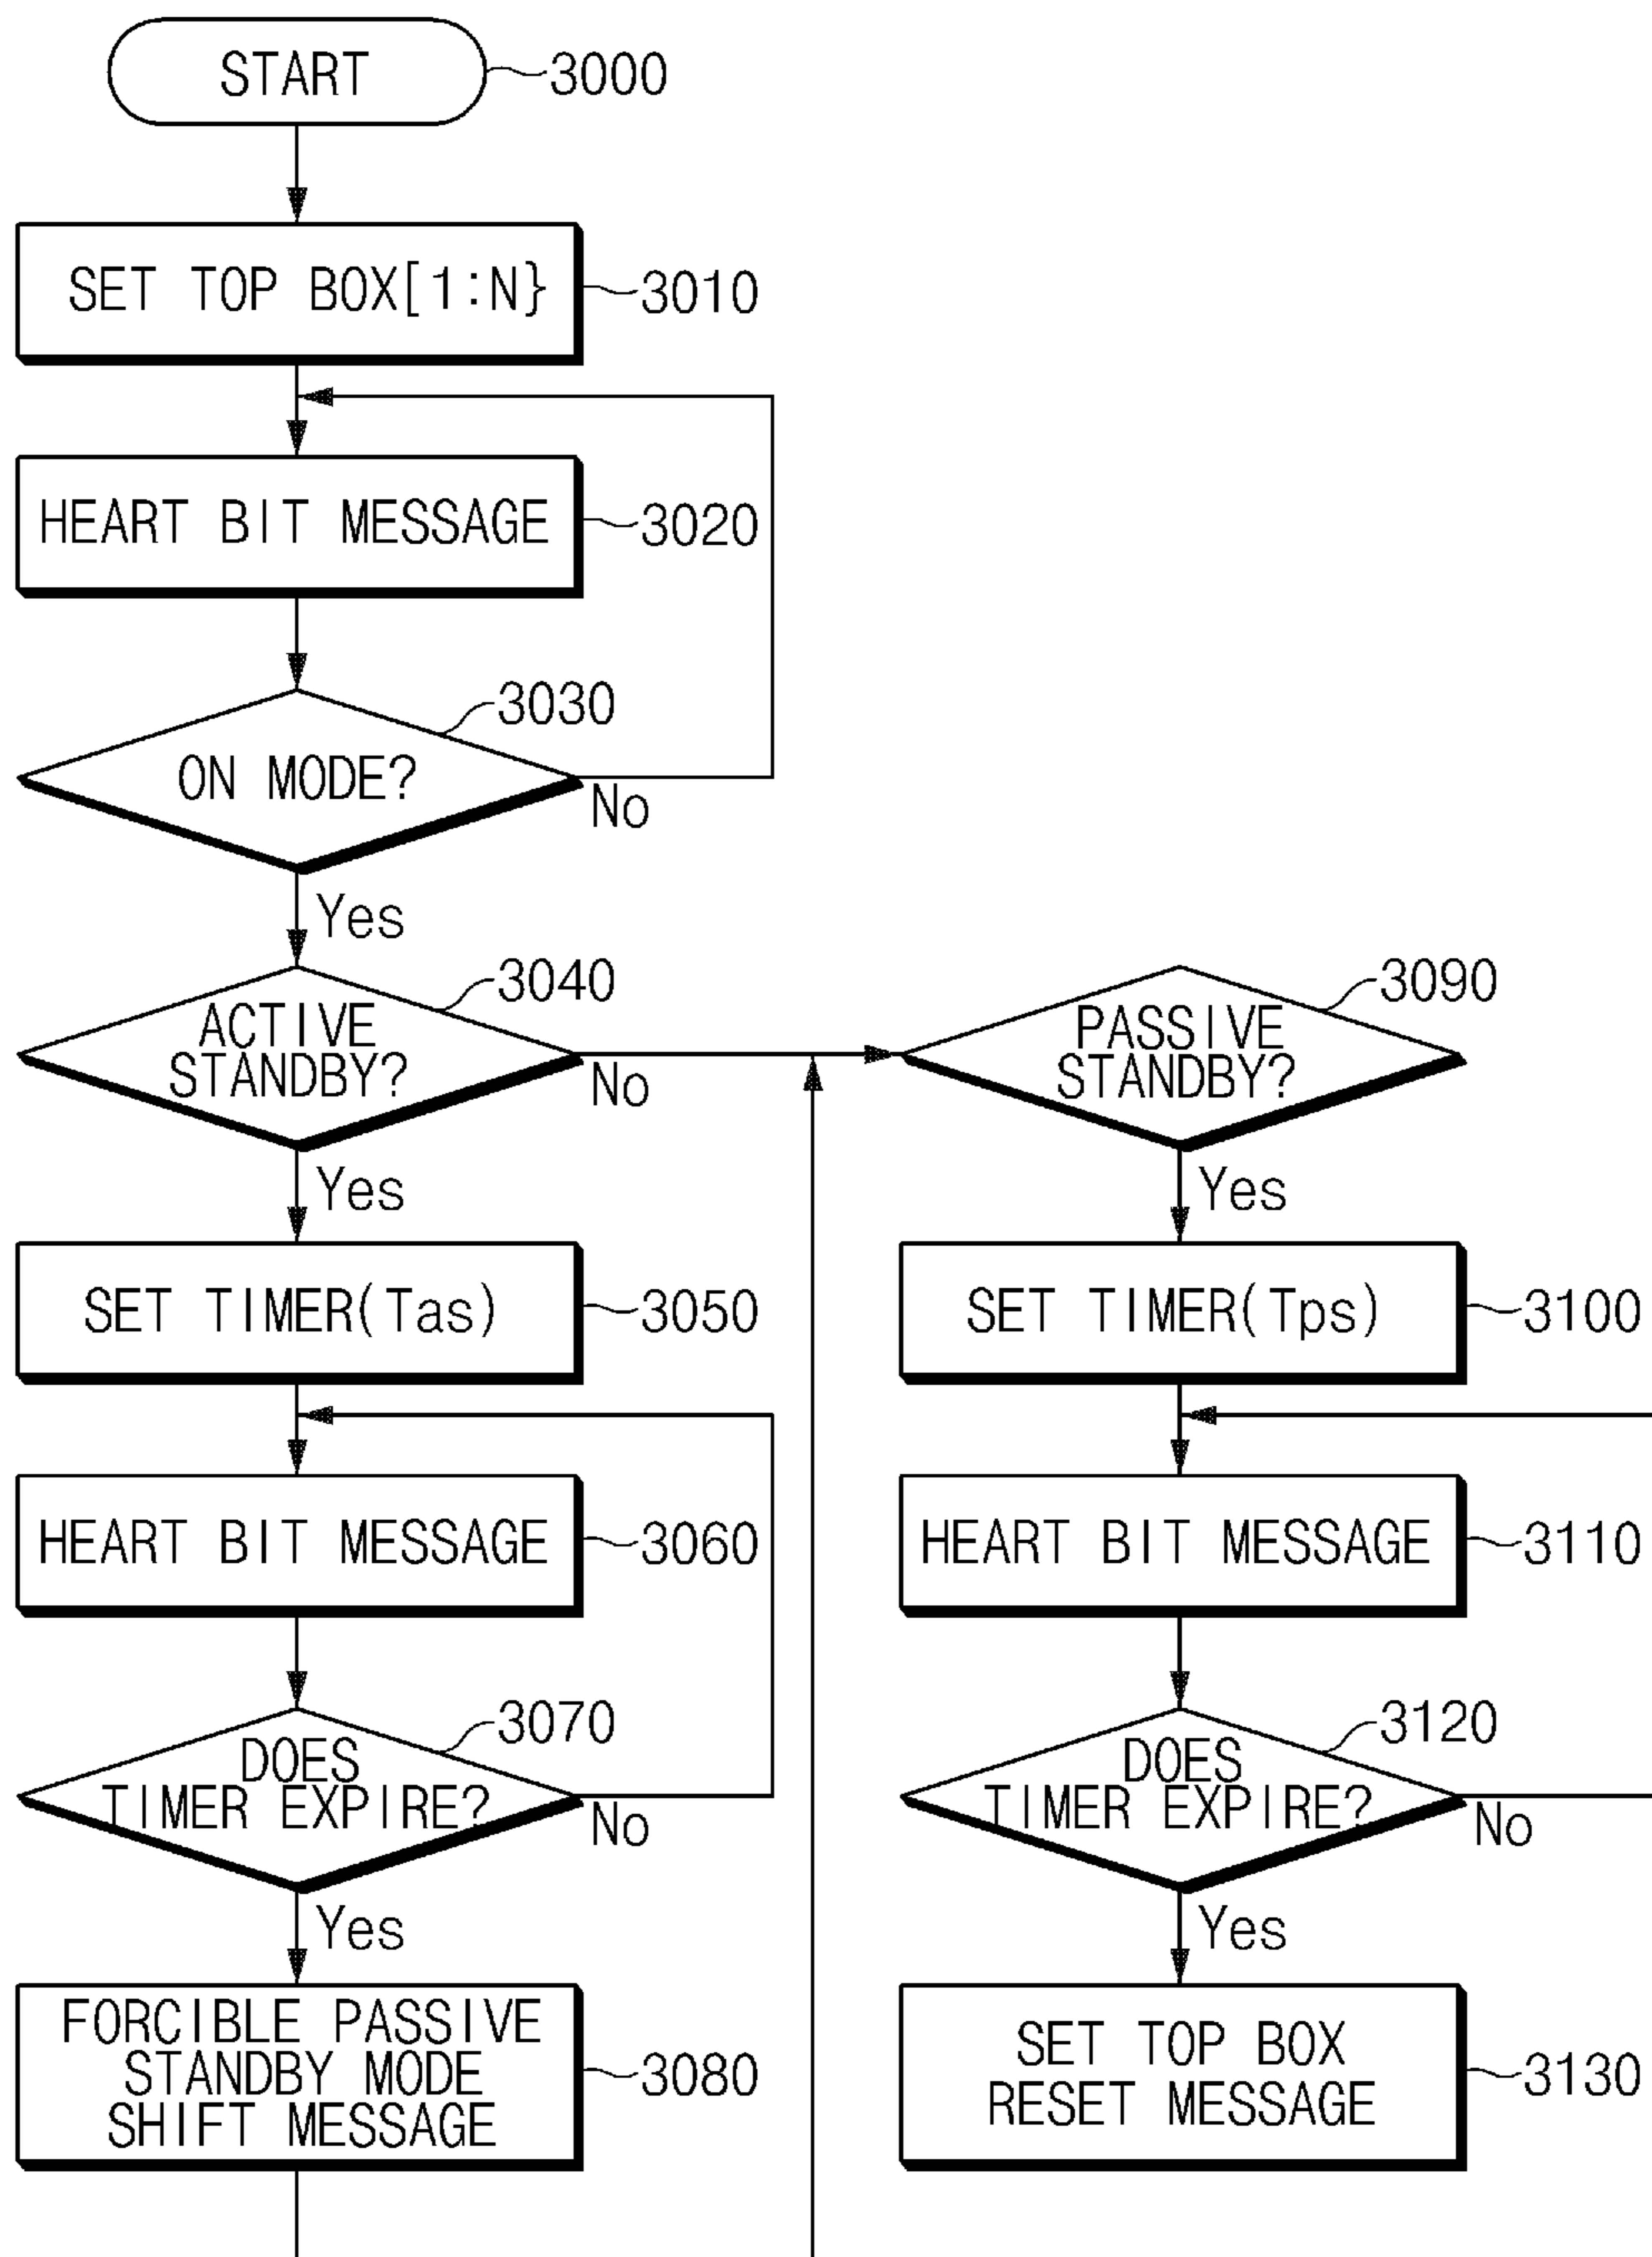 START
3000
SET TOP BOX[1:N}
3010
HEART BIT MESSAGE
3020
3030
ON MODE?
No
Yes
3040
ACTIVE
STANDBY?
No
Yes
SET TIMER(Tas)
3050
HEART BIT MESSAGE
3060
3070
DOES
TIMER EXPIRE?
No
Yes
FORCIBLE PASSIVE
STANDBY MODE
SHIFT MESSAGE
3080
3090
PASSIVE
STANDBY?
Yes
SET TIMER(Tps)
3100
HEART BIT MESSAGE
3110
3120
DOES
TIMER EXPIRE?
No
Yes
SET TOP BOX
RESET MESSAGE
3130